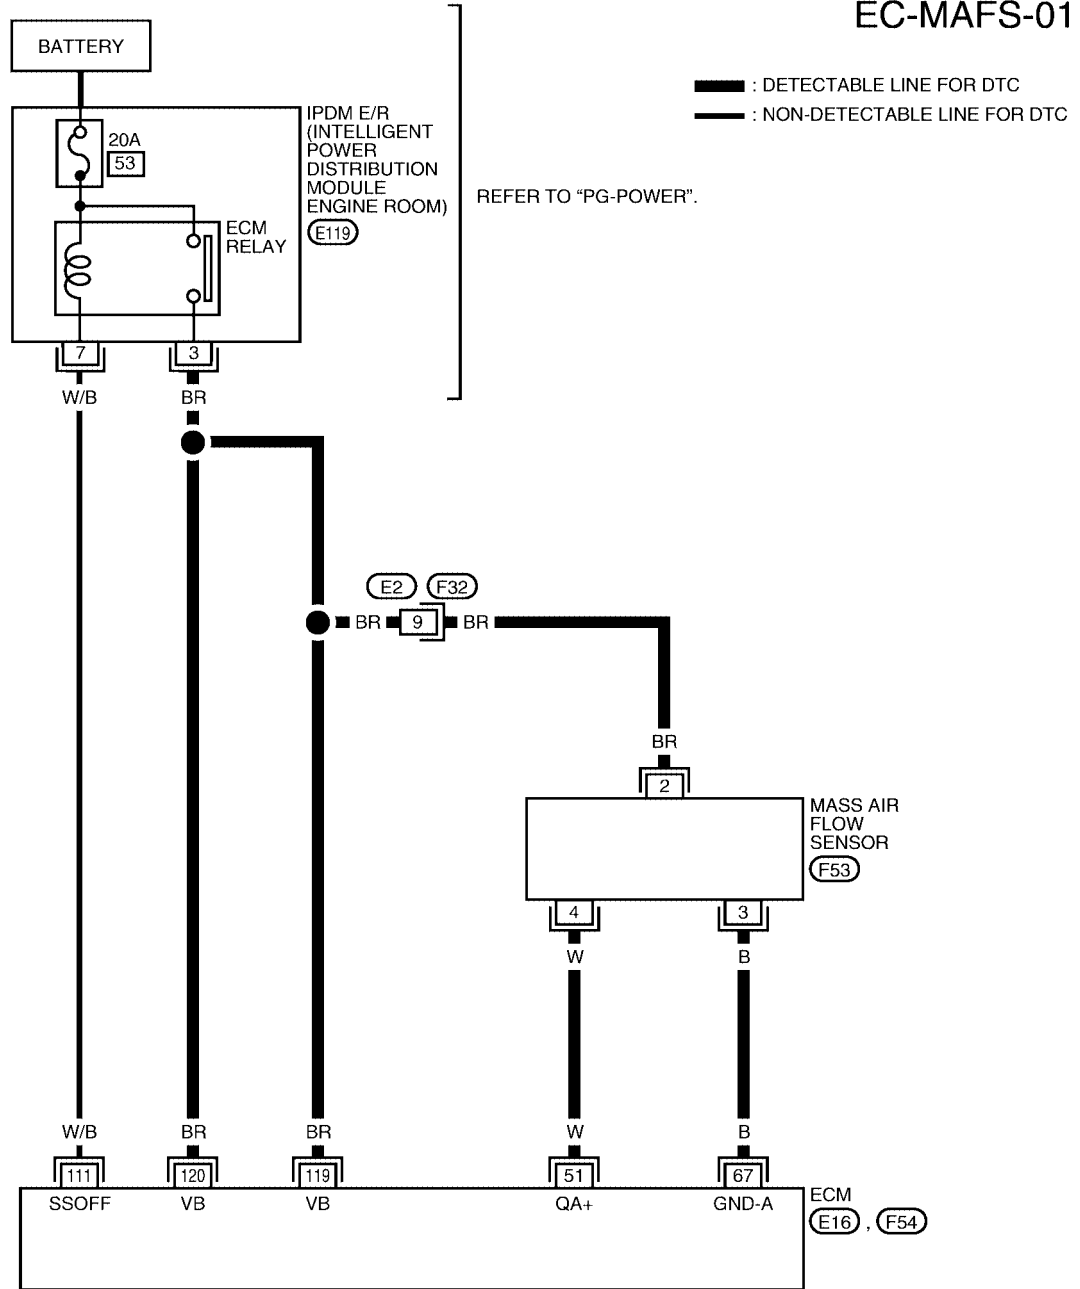 EC-MAFS-01
BATTERY
: DETECTABLE LINE FOR DTC
: NON-DETECTABLE LINE FOR DTC
IPDM E/R
(INTELLIGENT
POWER
DISTRIBUTION
MODULE
ENGINE ROOM)
E119
20A
53
REFER TO “PG-POWER”.
ECM
RELAY
7
3
W/B
BR
E2
F32
BR
9
BR
BR
2
MASS AIR
FLOW
SENSOR
F53
4
3
W
B
W/B
BR
BR
W
B
111
120
119
51
67
SSOFF
VB
VB
QA+
GND-A
ECM
E16 , F54